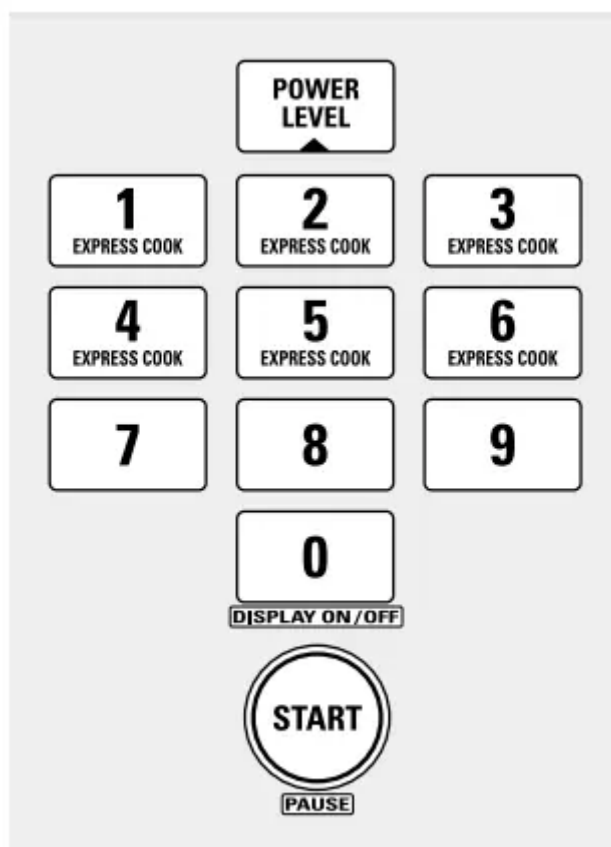 POWER
LEVEL
1 2 3
EXPRESS COOK EXPRESS COOK EXPRESS COOK
4 5 6
EXPRESS COOK EXPRESS COOK EXPRESS COOK
7 8 9
0
DISPLAY ON/OFF
START
PAUSE